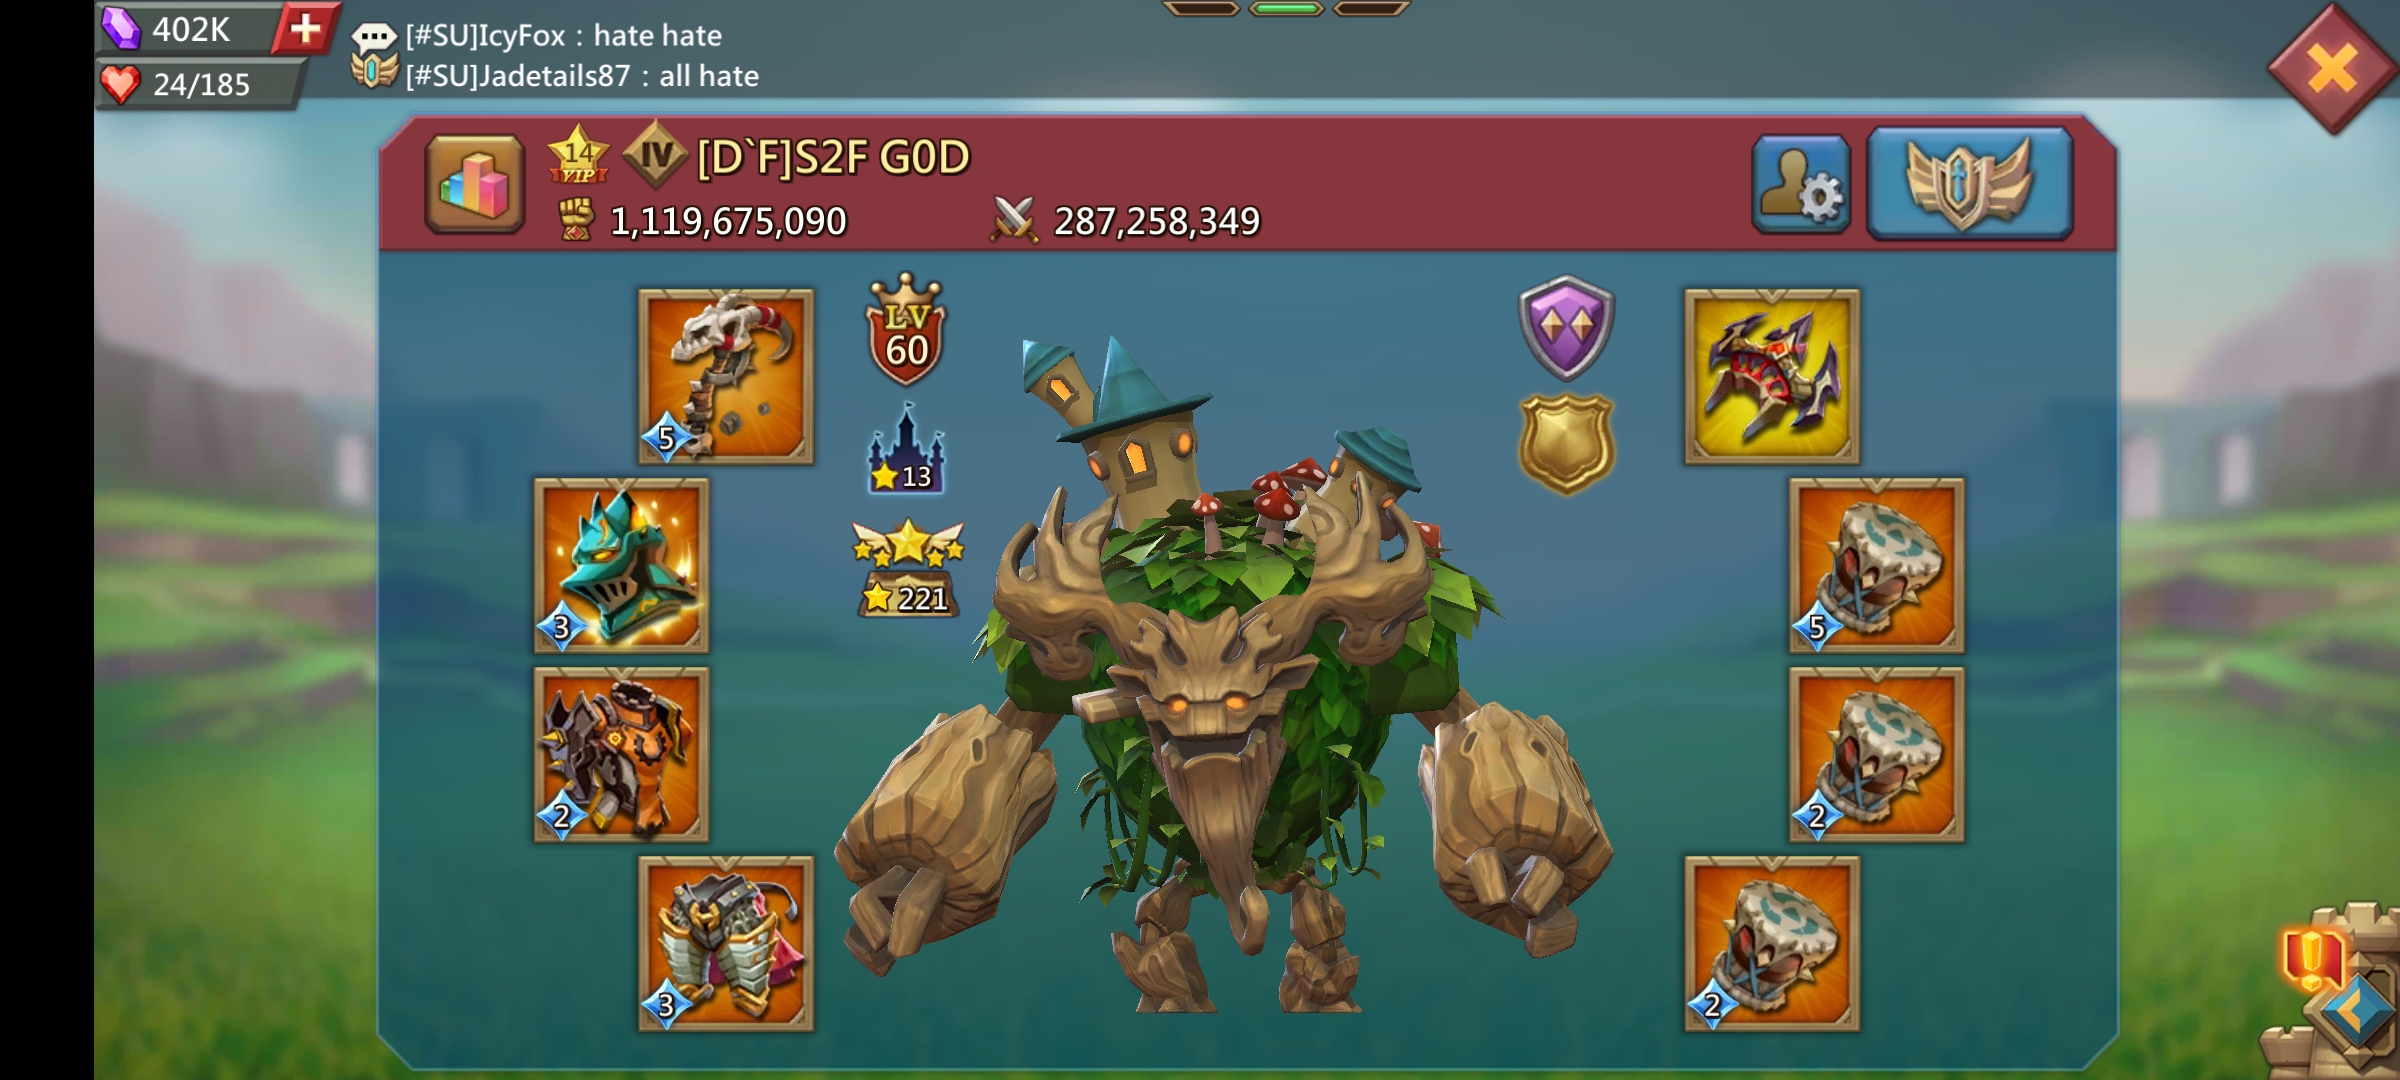 402K
24/185
[#SU]IcyFox : hate hate
[#SU]Jadetails87 : all hate
14
VIP
IV
[D`F]S2F G0D
1,119,675,090
287,258,349
LV
60
13
221
5
3
2
3
5
2
2